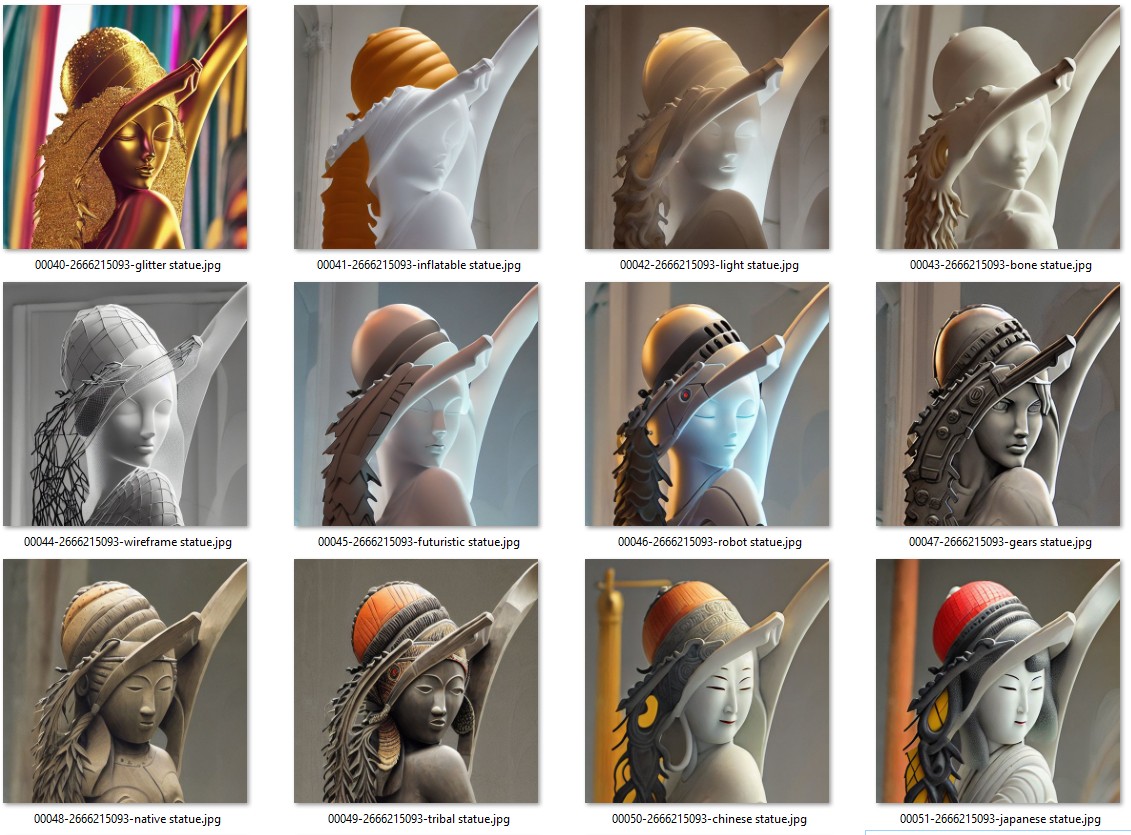 00040-2666215093-glitter statue.jpg
00041-2666215093-inflatable statue.jpg
00042-2666215093-light statue.jpg
00043-2666215093-bone statue.jpg
00044-2666215093-wireframe statue.jpg
00045-2666215093-futuristic statue.jpg
00046-2666215093-robot statue.jpg
00047-2666215093-gears statue.jpg
00048-2666215093-native statue.jpg
00049-2666215093-tribal statue.jpg
00050-2666215093-chinese statue.jpg
00051-2666215093-japanese statue.jpg